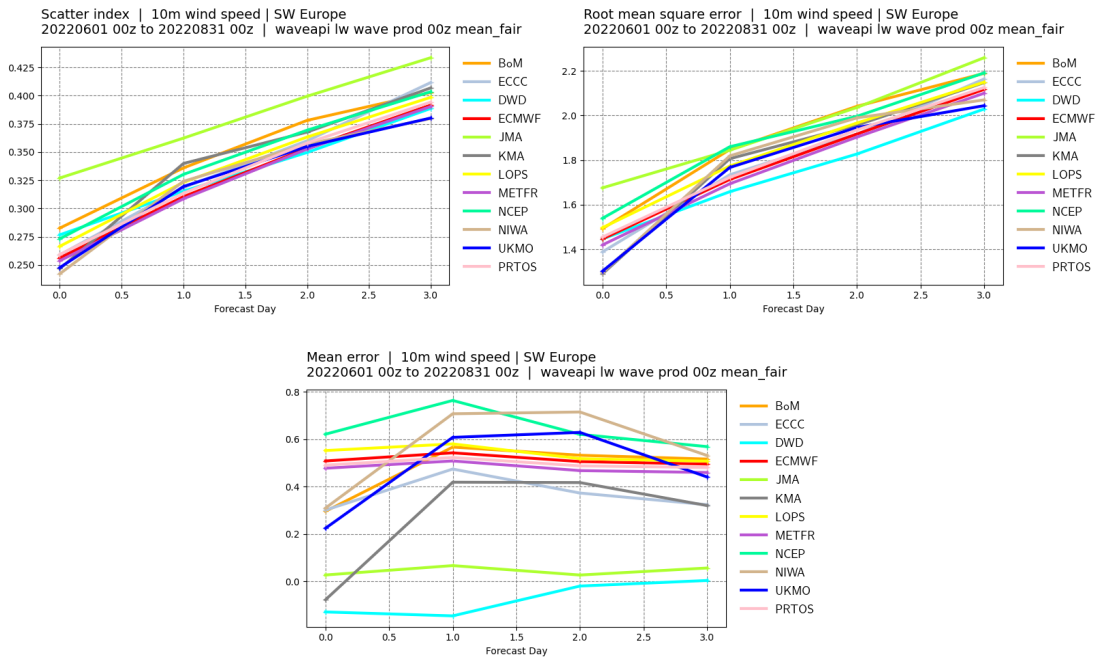 Scatter index | 10m wind speed | SW Europe
20220601 00z to 20220831 00z | waveapi lw wave prod 00z mean_fair
0.425
0.400
0.375
0.350
0.325
0.300
0.275
0.250
0.0 0.5 1.0 1.5 2.0 2.5 3.0
Forecast Day
BoM
ECCC
DWD
ECMWF
JMA
KMA
LOPS
METFR
NCEP
NIWA
UKMO
PRTOS
Root mean square error | 10m wind speed | SW Europe
20220601 00z to 20220831 00z | waveapi lw wave prod 00z mean_fair
2.2
2.0
1.8
1.6
1.4
0.0 0.5 1.0 1.5 2.0 2.5 3.0
Forecast Day
BoM
ECCC
DWD
ECMWF
JMA
KMA
LOPS
METFR
NCEP
NIWA
UKMO
PRTOS
Mean error | 10m wind speed | SW Europe
20220601 00z to 20220831 00z | waveapi lw wave prod 00z mean_fair
0.8
0.6
0.4
0.2
0.0
0.0 0.5 1.0 1.5 2.0 2.5 3.0
Forecast Day
BoM
ECCC
DWD
ECMWF
JMA
KMA
LOPS
METFR
NCEP
NIWA
UKMO
PRTOS